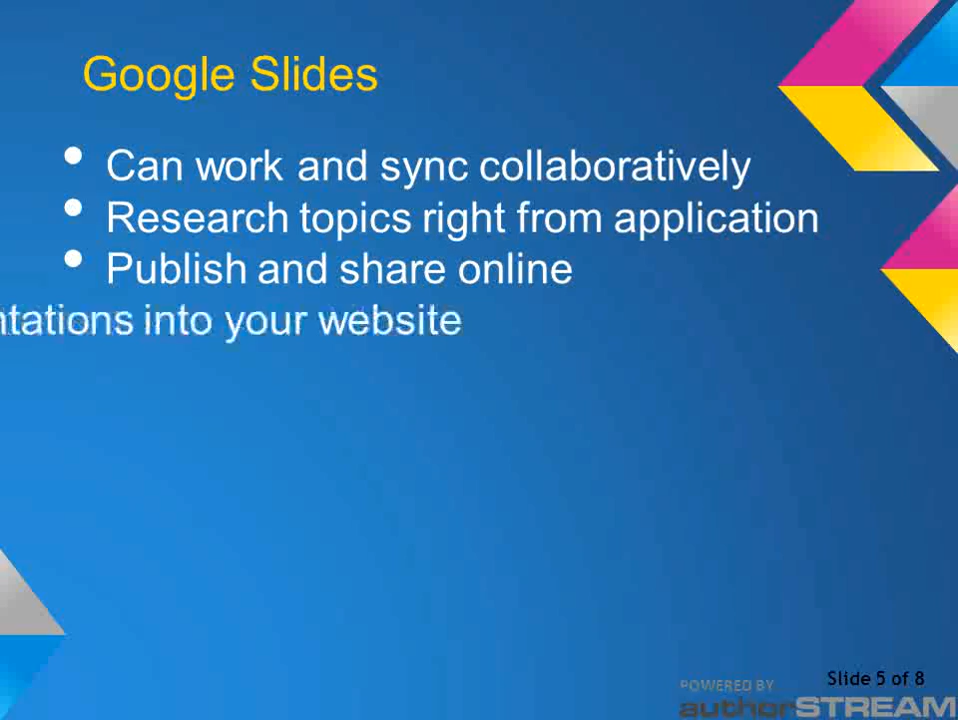 Google Slides
• Can work and sync collaboratively
• Research topics right from application
• Publish and share online
ntations into your website
Slide 5 of 8
POWERED BY
authorSTREAM